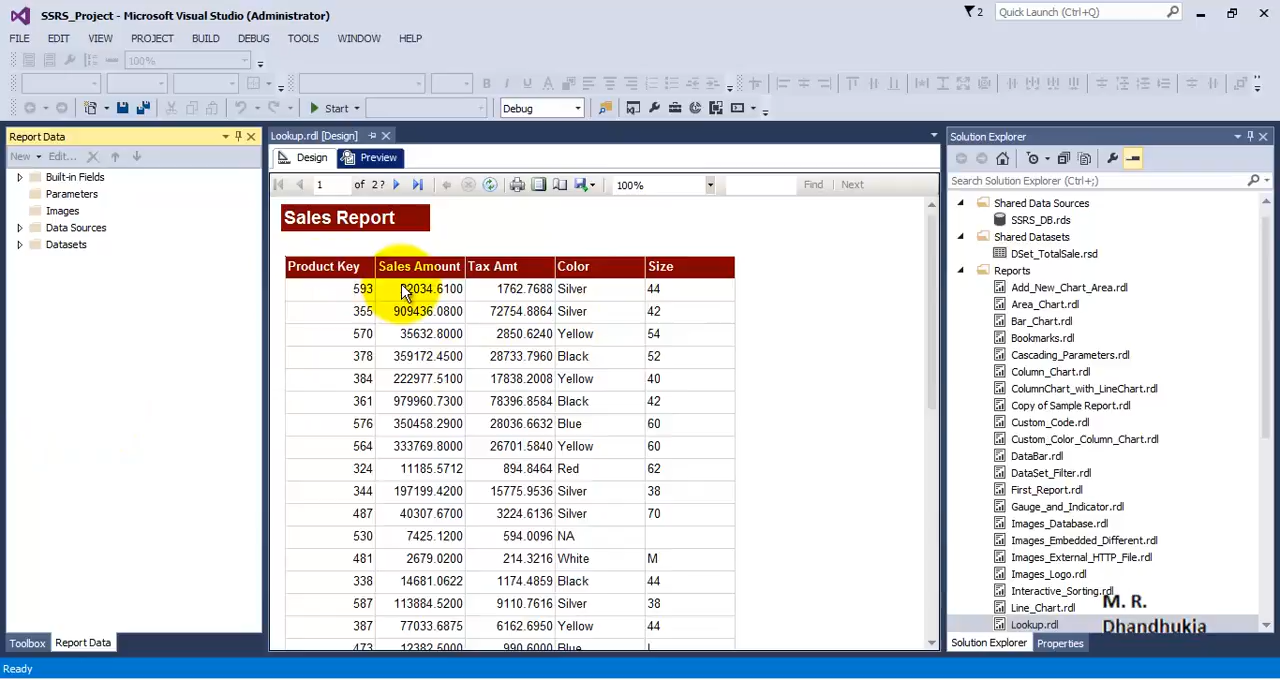 SSRS_Project - Microsoft Visual Studio (Administrator)
2
Quick Launch (Ctrl+Q)
FILE EDIT VIEW PROJECT BUILD DEBUG TOOLS WINDOW HELP
100%
Start
Debug
Report Data
New Edit...
Built-in Fields
Parameters
Images
Data Sources
Datasets
Toolbox Report Data
Lookup.rdl [Design]
Design Preview
1 of 2 ? 100% Find Next
Sales Report
Product Key Sales Amount Tax Amt Color Size
593 2034.6100 1762.7688 Silver 44
355 909436.0800 72754.8864 Silver 42
570 35632.8000 2850.6240 Yellow 54
378 359172.4500 28733.7960 Black 52
384 222977.5100 17838.2008 Yellow 40
361 979960.7300 78396.8584 Black 42
576 350458.2900 28036.6632 Blue 60
564 333769.8000 26701.5840 Yellow 60
324 11185.5712 894.8464 Red 62
344 197199.4200 15775.9536 Silver 38
487 40307.6700 3224.6136 Silver 70
530 7425.1200 594.0096 NA
481 2679.0200 214.3216 White M
338 14681.0622 1174.4859 Black 44
587 113884.5200 9110.7616 Silver 38
387 77036.6875 6162.6950 Yellow 44
473 12382.5000 990.6000 Blue L
Solution Explorer
Search Solution Explorer (Ctrl+;)
Shared Data Sources
SSRS_DB.rds
Shared Datasets
DSet_TotalSale.rsd
Reports
Add_New_Chart_Area.rdl
Area_Chart.rdl
Bar_Chart.rdl
Bookmarks.rdl
Cascading_Parameters.rdl
Column_Chart.rdl
ColumnChart_with_LineChart.rdl
Copy of Sample Report.rdl
Custom_Code.rdl
Custom_Color_Column_Chart.rdl
DataBar.rdl
DataSet_Filter.rdl
First_Report.rdl
Gauge_and_Indicator.rdl
Images_Database.rdl
Images_Embedded_Different.rdl
Images_External_HTTP_File.rdl
Images_Logo.rdl
Interactive_Sorting.rdl
Line_Chart.rdl
Lookup.rdl
M. R.
Dhandhukia
Solution Explorer Properties
Ready